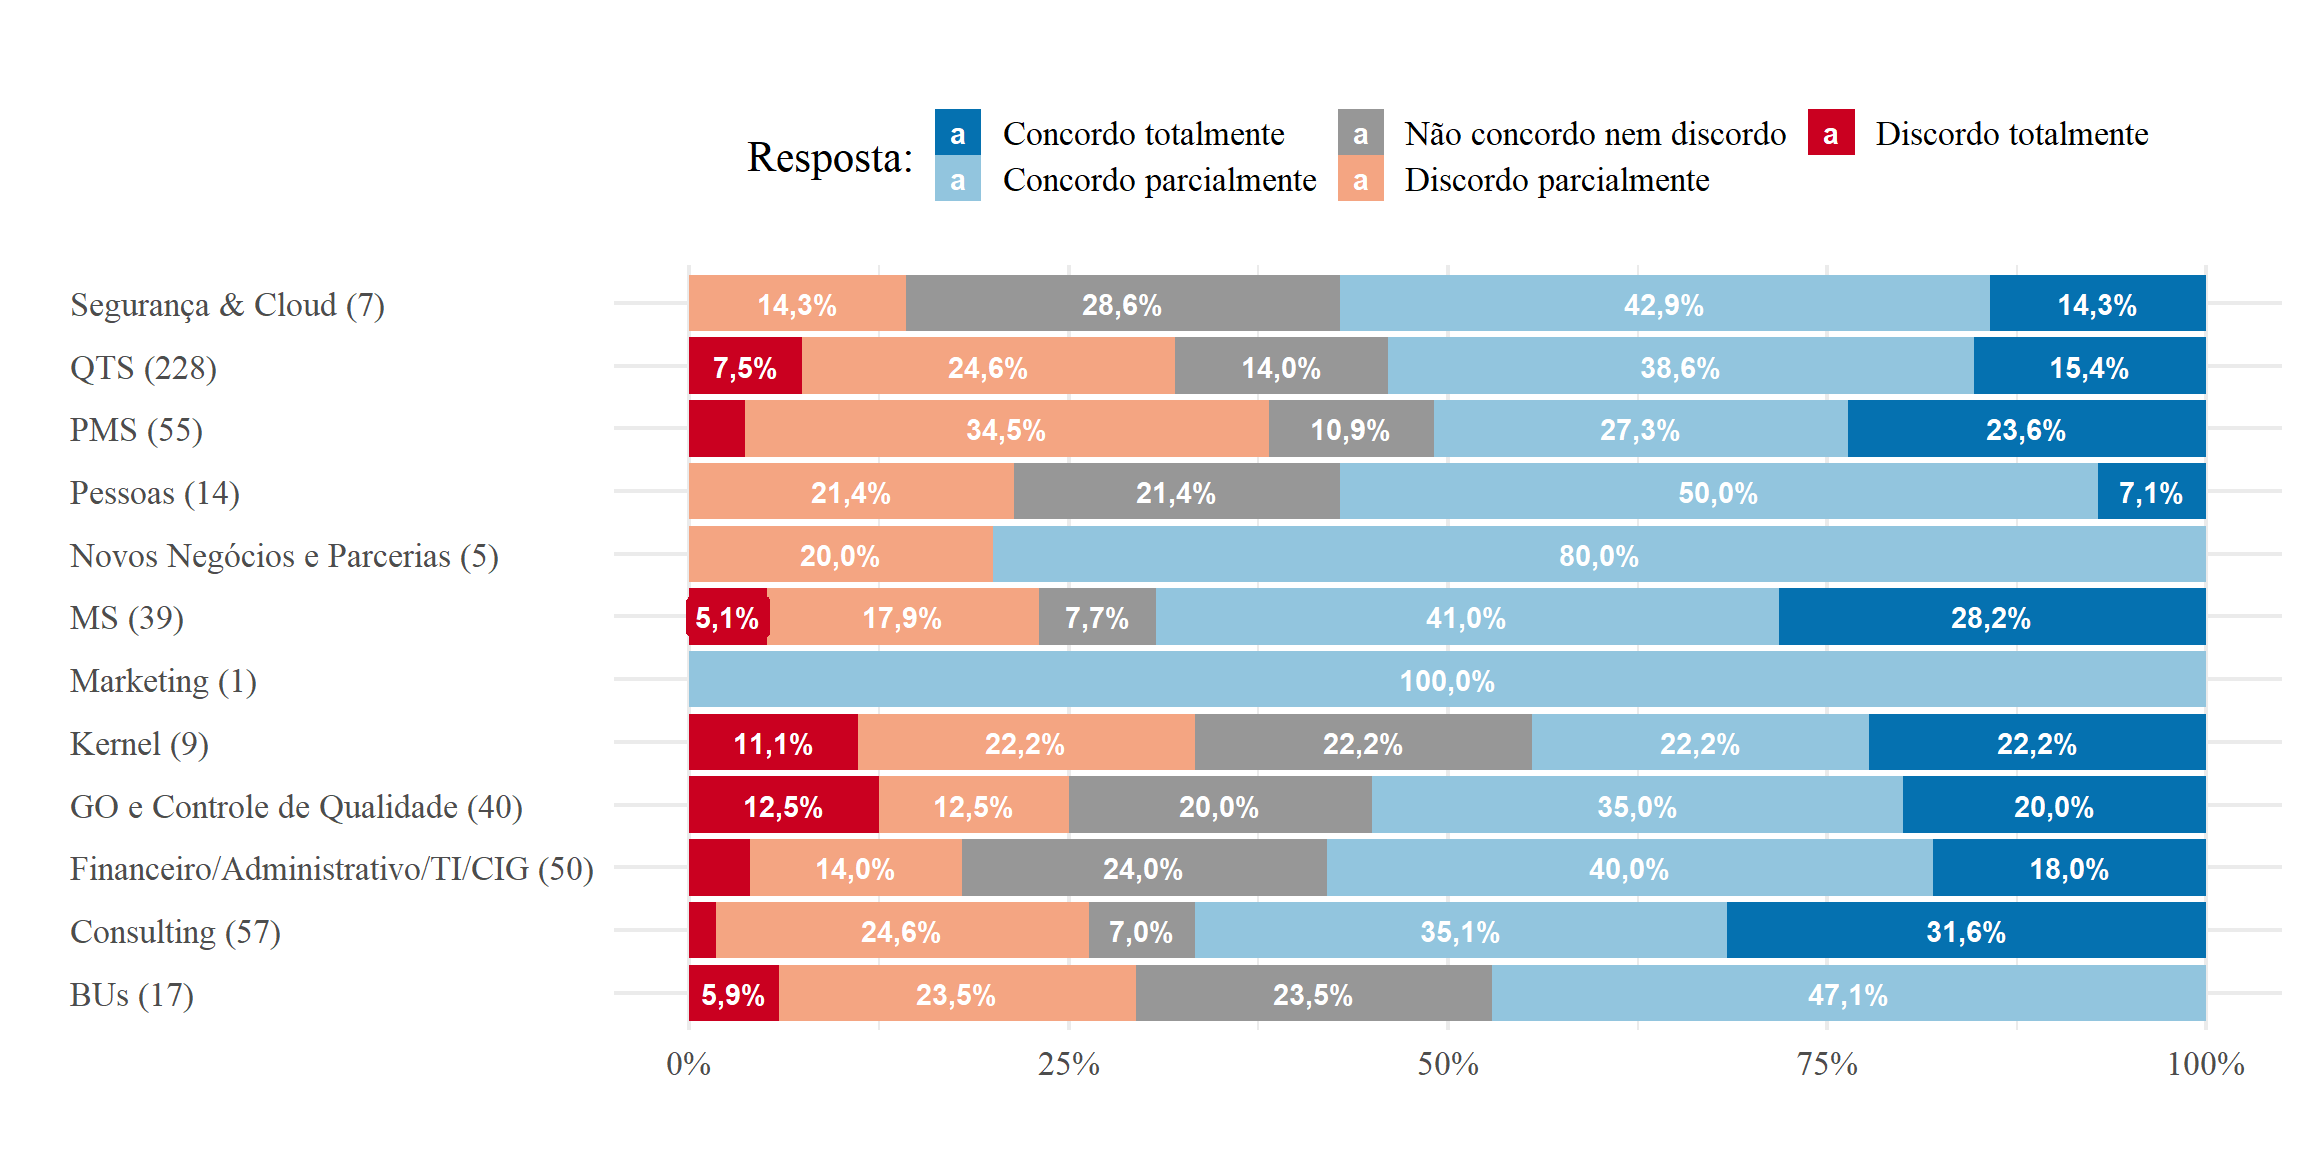 Resposta:
a Concordo totalmente
a Não concordo nem discordo
a Discordo totalmente
a Concordo parcialmente
a Discordo parcialmente
Segurança & Cloud (7) 14,3% 28,6% 42,9% 14,3%
QTS (228) 7,5% 24,6% 14,0% 38,6% 15,4%
PMS (55) 34,5% 10,9% 27,3% 23,6%
Pessoas (14) 21,4% 21,4% 50,0% 7,1%
Novos Negócios e Parcerias (5) 20,0% 80,0%
MS (39) 5,1% 17,9% 7,7% 41,0% 28,2%
Marketing (1) 100,0%
Kernel (9) 11,1% 22,2% 22,2% 22,2% 22,2%
GO e Controle de Qualidade (40) 12,5% 12,5% 20,0% 35,0% 20,0%
Financeiro/Administrativo/TI/CIG (50) 14,0% 24,0% 40,0% 18,0%
Consulting (57) 24,6% 7,0% 35,1% 31,6%
BUs (17) 5,9% 23,5% 23,5% 47,1%
0% 25% 50% 75% 100%